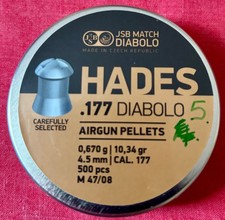 JSB
JSB MATCH
DIABOLO
MADE IN CZECH REPUBLIC
HADES
.177 DIABOLO 5
CAREFULLY
SELECTED
AIRGUN PELLETS
0,670 g | 10,34 gr
4.5 mm | CAL. 177
500 pcs
M 47/08